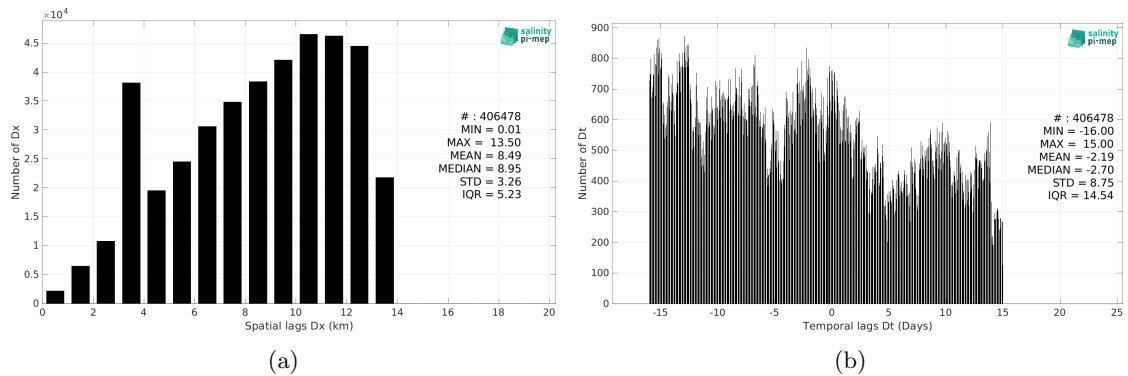 ×10⁴
4.5
4
3.5
3
2.5
2
1.5
1
0.5
0
Number of Dx
0 2 4 6 8 10 12 14 16 18 20
Spatial lags Dx (km)
salinity
pi-mep
# : 406478
MIN = 0.01
MAX = 13.50
MEAN = 8.49
MEDIAN = 8.95
STD = 3.26
IQR = 5.23
(a)
900
800
700
600
500
400
300
200
100
0
Number of Dt
-15 -10 -5 0 5 10 15 20 25
Temporal lags Dt (Days)
salinity
pi-mep
# : 406478
MIN = -16.00
MAX = 15.00
MEAN = -2.19
MEDIAN = -2.70
STD = 8.75
IQR = 14.54
(b)